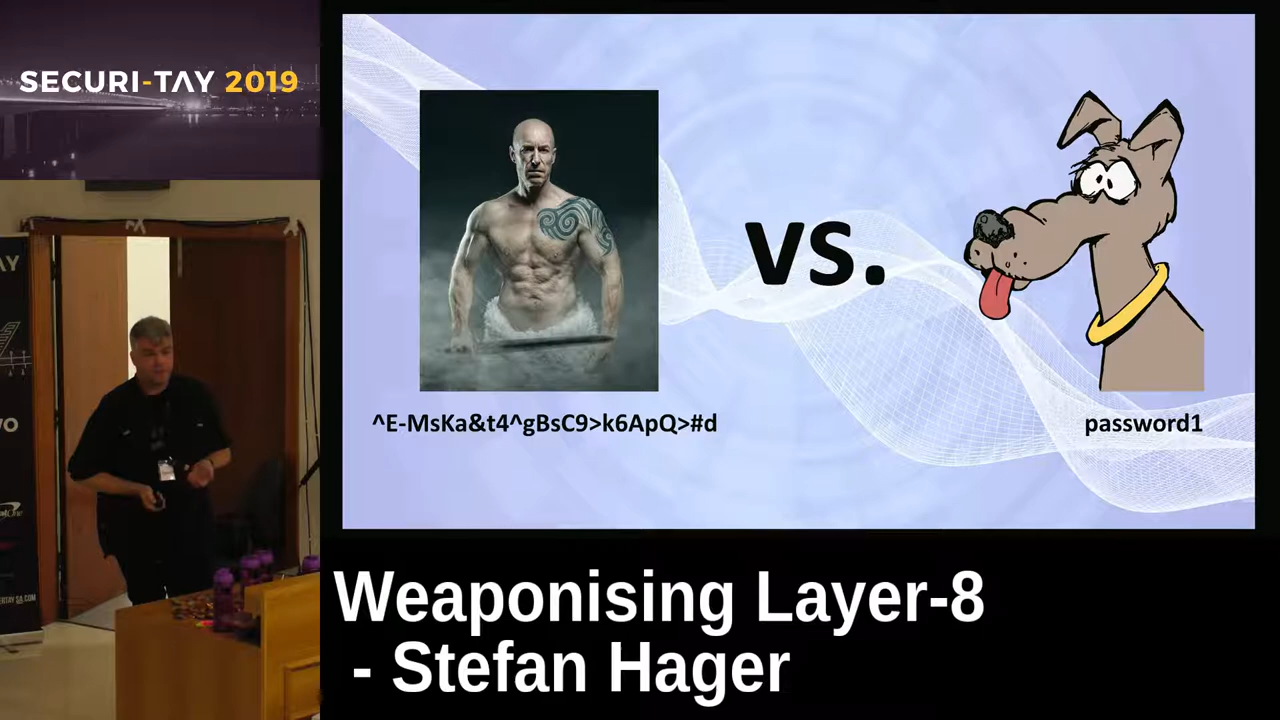 SECURI-TAY 2019
vs.
^E-MsKa&t4^gBsC9>k6ApQ>#d
password1
Weaponising Layer-8
- Stefan Hager